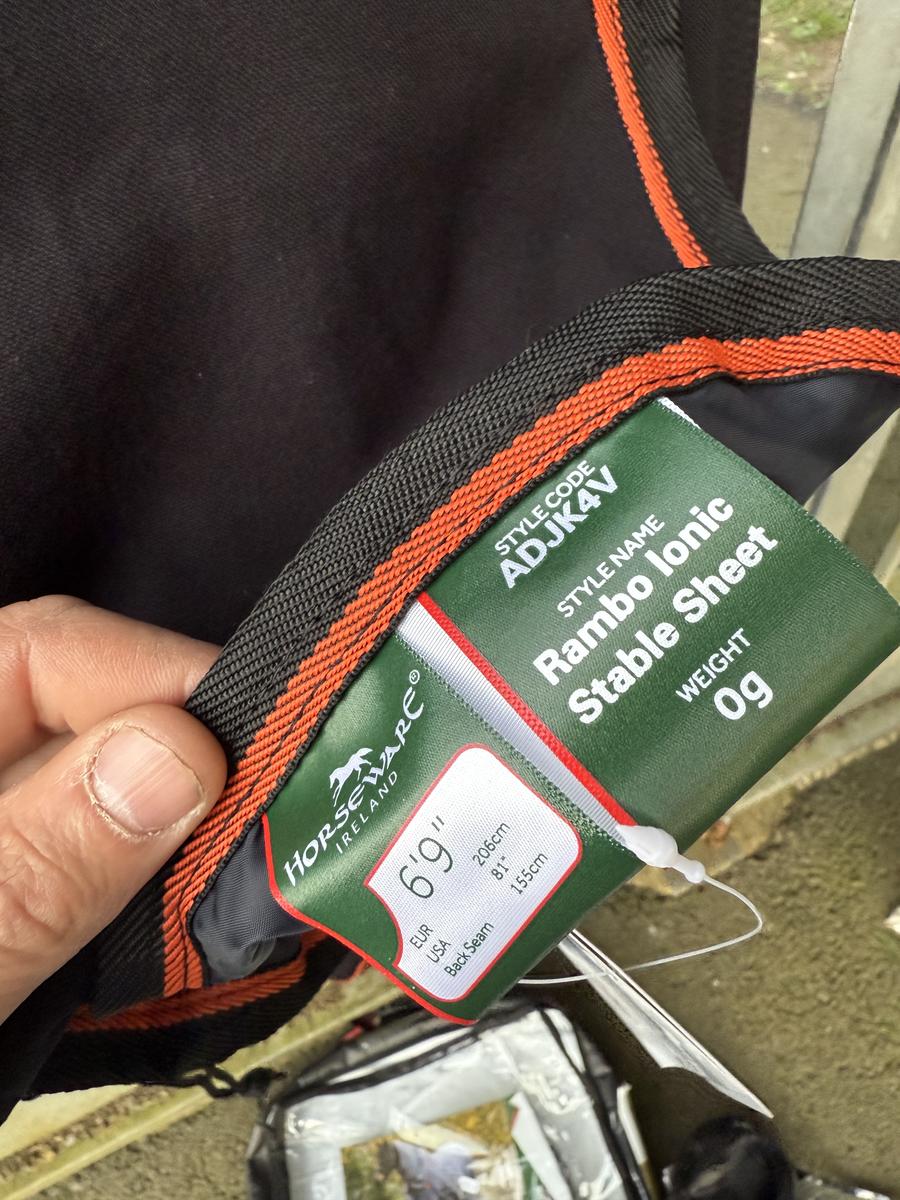 STYLE CODE
ADJK4V
STYLE NAME
Rambo Ionic
Stable Sheet
WEIGHT
0g
HORSEWARE®
IRELAND
6'9"
EUR 206cm
USA 81"
Back Seam 155cm